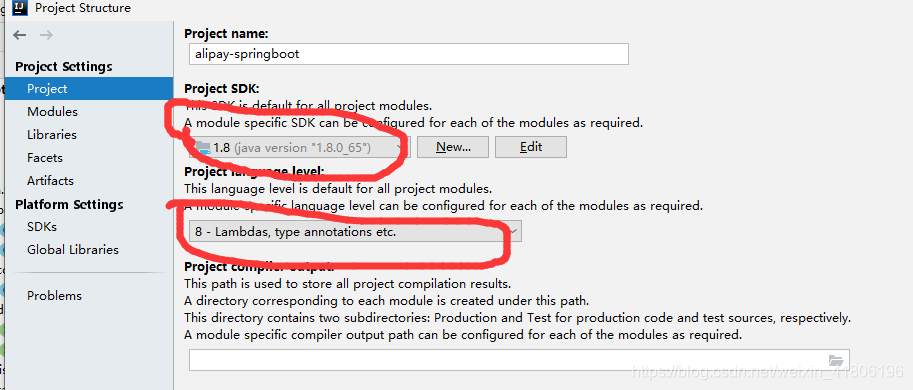 Project Structure
Project name:
alipay-springboot
Project Settings
Project
Modules
Libraries
Facets
Artifacts
Platform Settings
SDKs
Global Libraries
Problems
Project SDK:
This SDK is default for all project modules.
A module specific SDK can be configured for each of the modules as required.
1.8 (java version "1.8.0_65")
New...
Edit
Project language level:
This language level is default for all project modules.
A module specific language level can be configured for each of the modules as required.
8 - Lambdas, type annotations etc.
Project compiler output:
This path is used to store all project compilation results.
A directory corresponding to each module is created under this path.
This directory contains two subdirectories: Production and Test for production code and test sources, respectively.
A module specific compiler output path can be configured for each of the modules as required.
https://blog.csdn.net/weixin_41806196